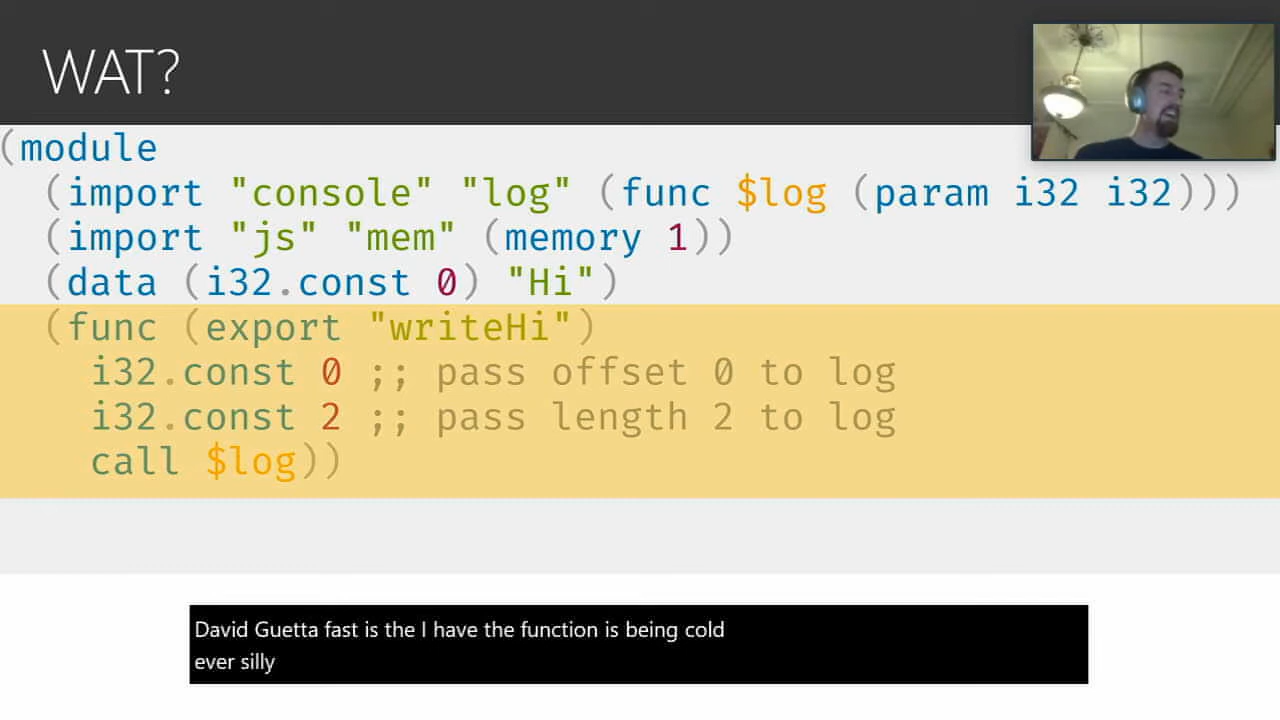 WAT?
(module
(import "console" "log" (func $log (param i32 i32)))
(import "js" "mem" (memory 1))
(data (i32.const 0) "Hi")
(func (export "writeHi")
i32.const 0 ;; pass offset 0 to log
i32.const 2 ;; pass length 2 to log
call $log))
David Guetta fast is the I have the function is being cold
ever silly